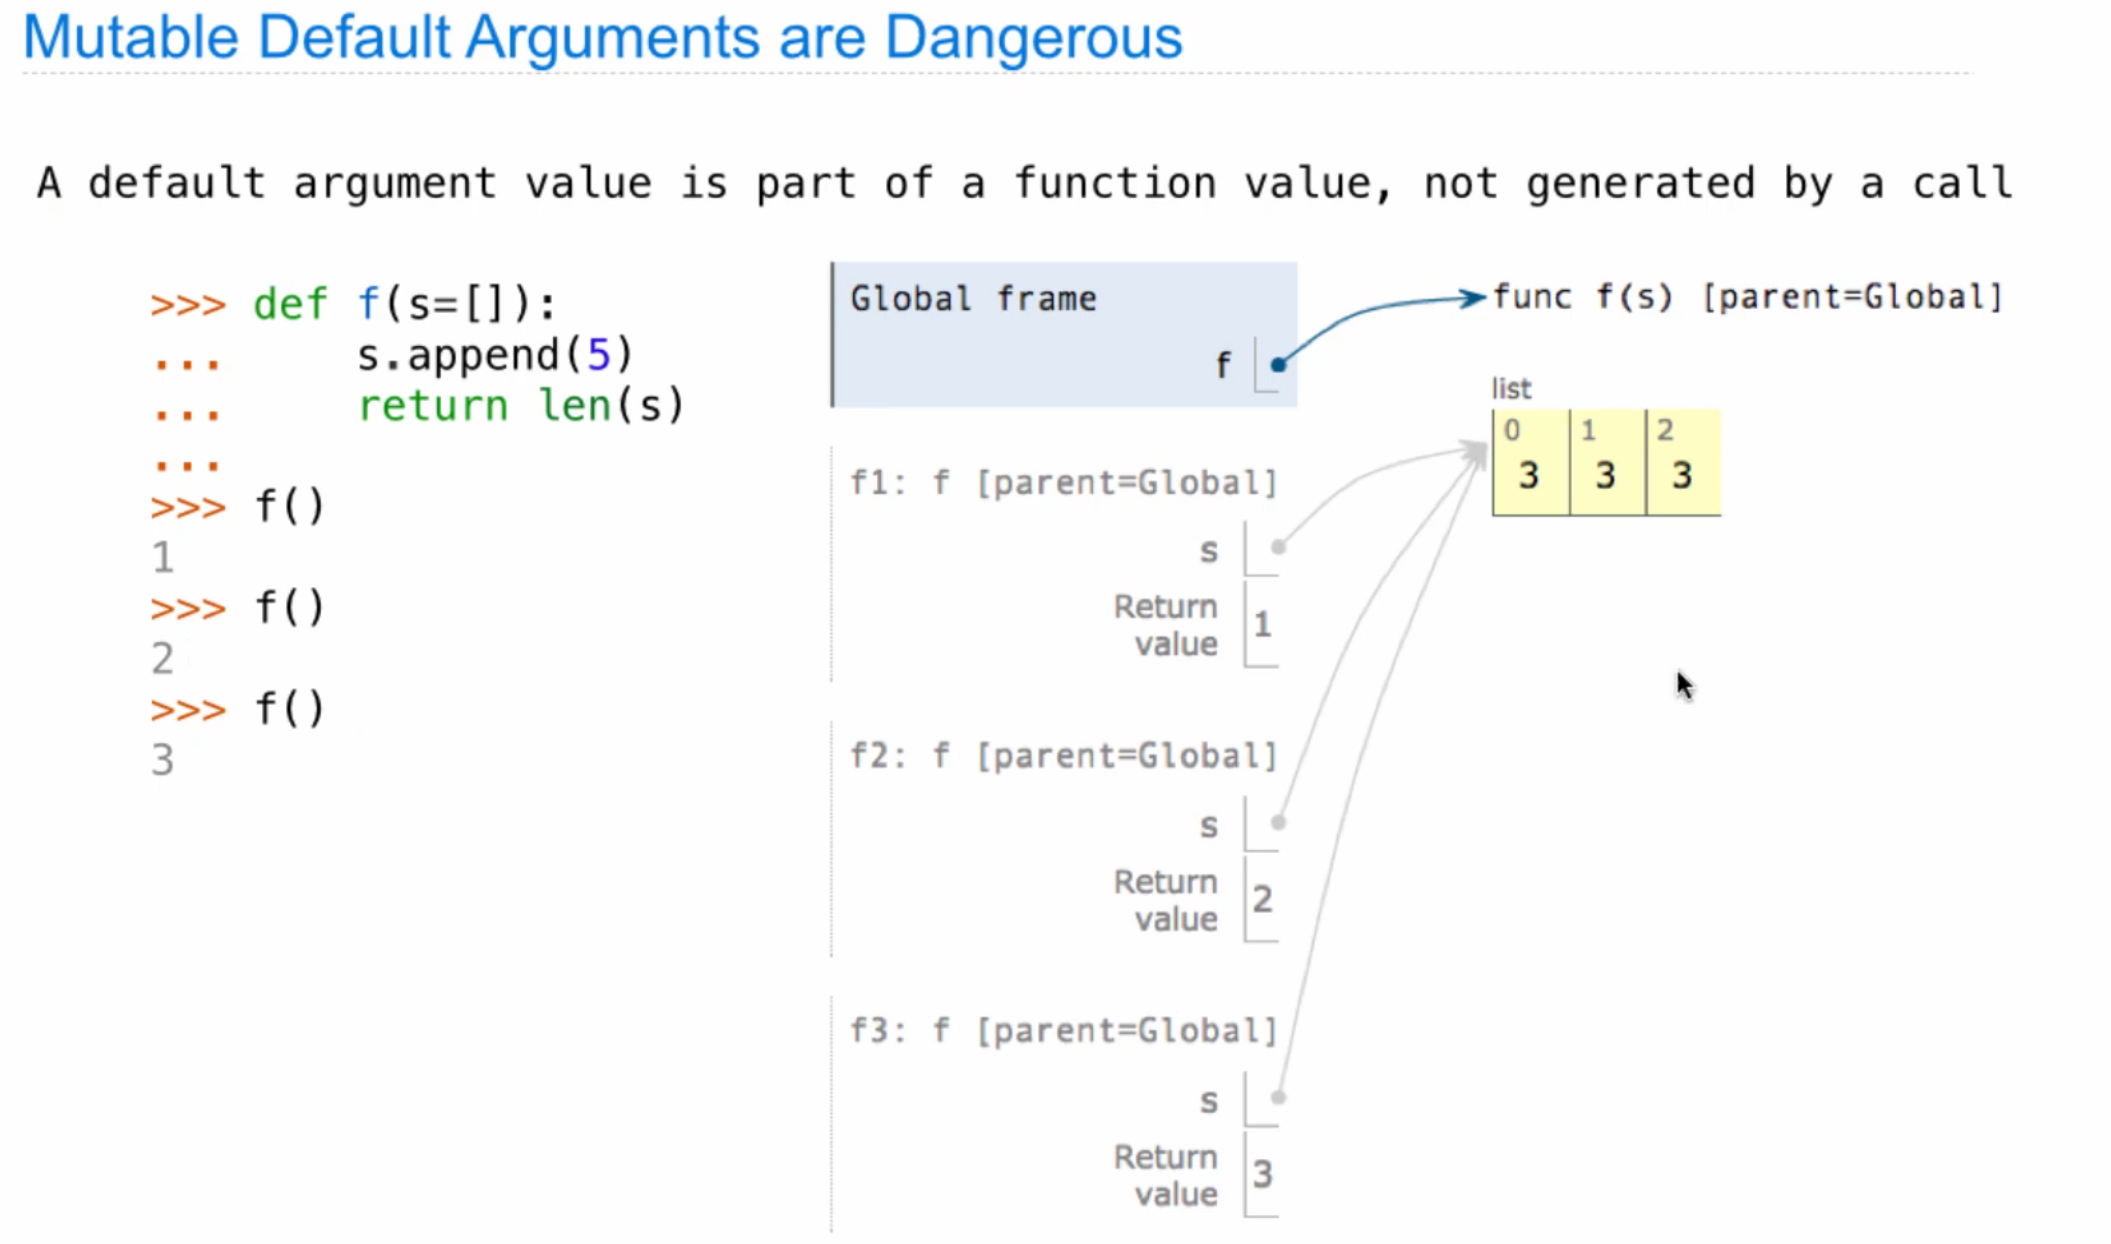 Mutable Default Arguments are Dangerous
A default argument value is part of a function value, not generated by a call
>>> def f(s=[]):
...     s.append(5)
...     return len(s)
...
>>> f()
1
>>> f()
2
>>> f()
3
Global frame
f
func f(s) [parent=Global]
list
0 1 2
3 3 3
f1: f [parent=Global]
s
Return
value 1
f2: f [parent=Global]
s
Return
value 2
f3: f [parent=Global]
s
Return
value 3